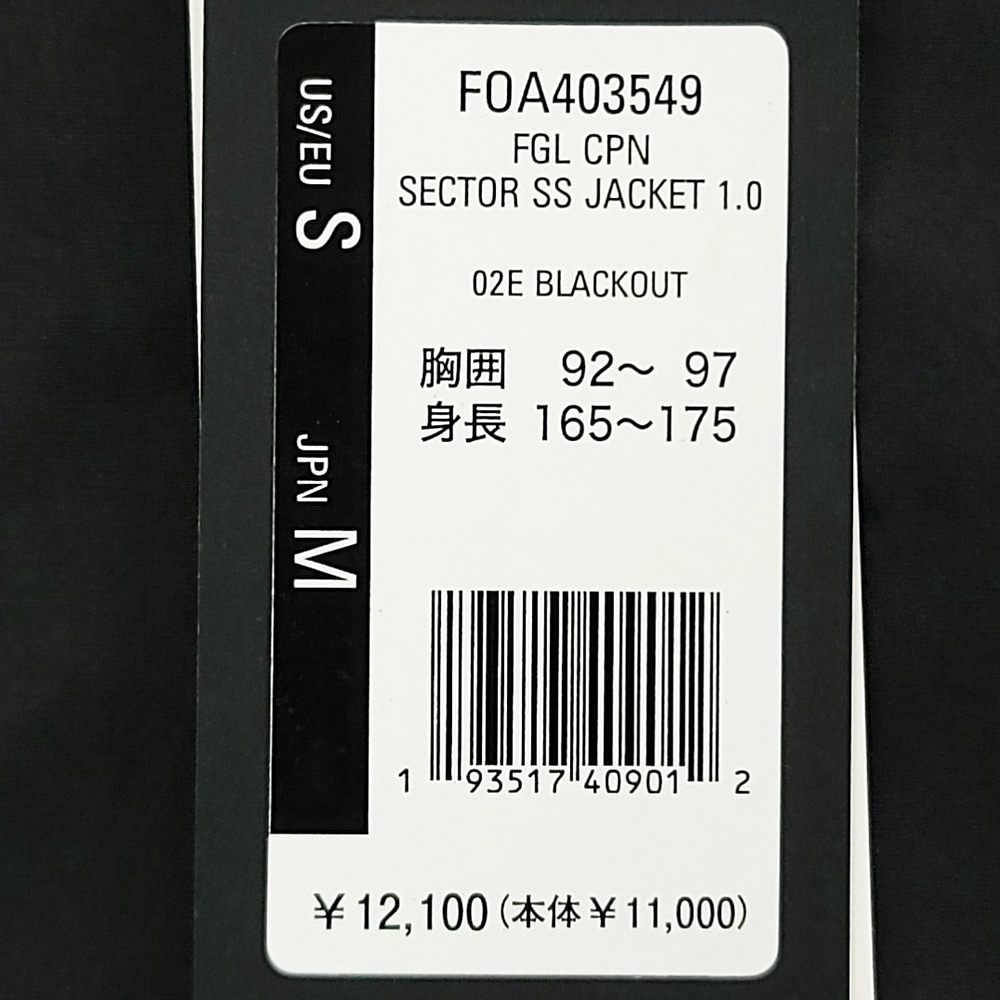 US/EU S JPN M
FOA403549
FGL CPN
SECTOR SS JACKET 1.0
02E BLACKOUT
胸囲 92～ 97
身長 165～175
1 93517 40901 2
¥12,100(本体¥11,000)